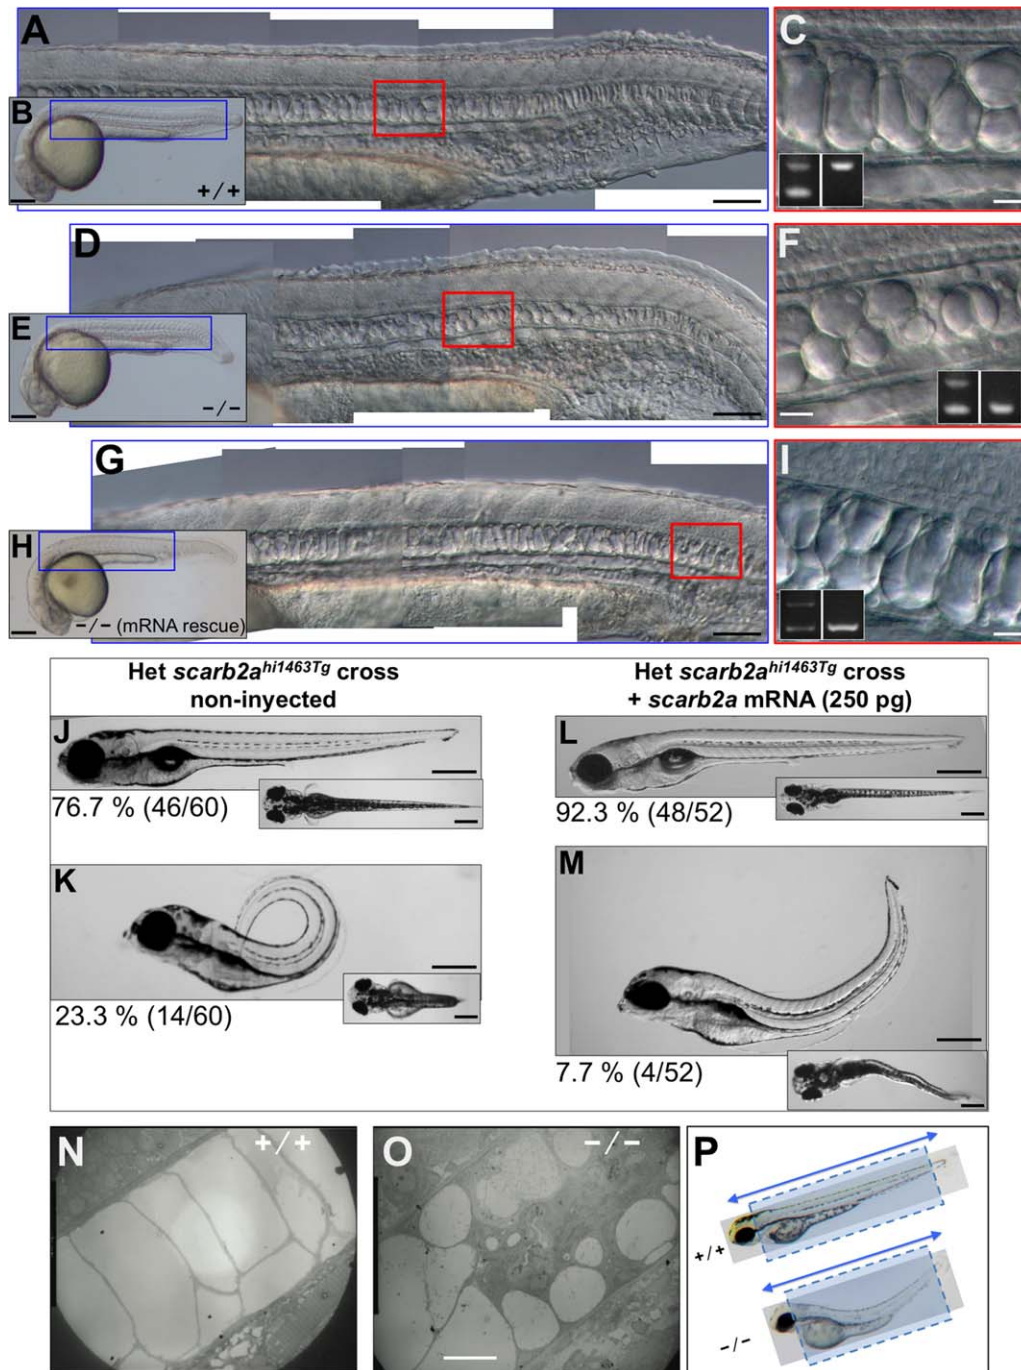 A
B
+/+
C
D
E
-/-
F
G
H
-/- (mRNA rescue)
I
Het scarb2a^hi1463Tg cross
non-inyected
Het scarb2a^hi1463Tg cross
+ scarb2a mRNA (250 pg)
J
76.7 % (46/60)
L
92.3 % (48/52)
K
23.3 % (14/60)
M
7.7 % (4/52)
N
+/+
O
-/-
P
+/+
-/-